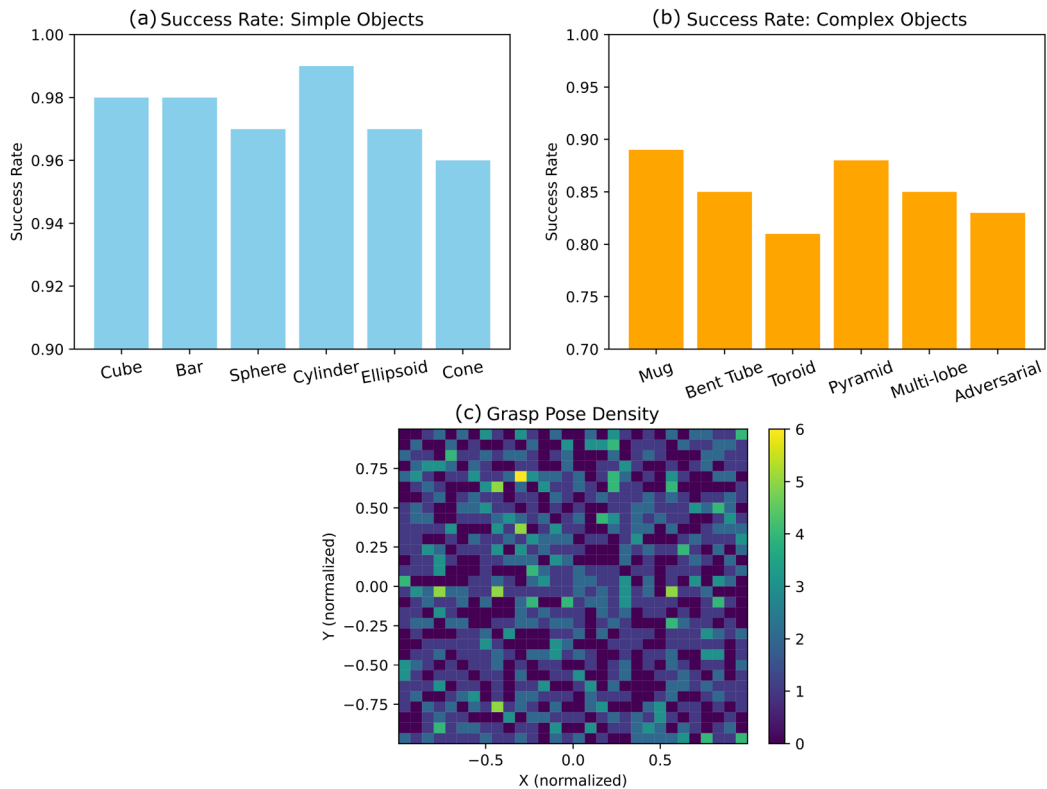 (a) Success Rate: Simple Objects
Success Rate
1.00
0.98
0.96
0.94
0.92
0.90
Cube Bar Sphere Cylinder Ellipsoid Cone
(b) Success Rate: Complex Objects
Success Rate
1.00
0.95
0.90
0.85
0.80
0.75
0.70
Mug Bent Tube Toroid Pyramid Multi-lobe Adversarial
(c) Grasp Pose Density
Y (normalized)
0.75
0.50
0.25
0.00
−0.25
−0.50
−0.75
−0.5 0.0 0.5
X (normalized)
6
5
4
3
2
1
0